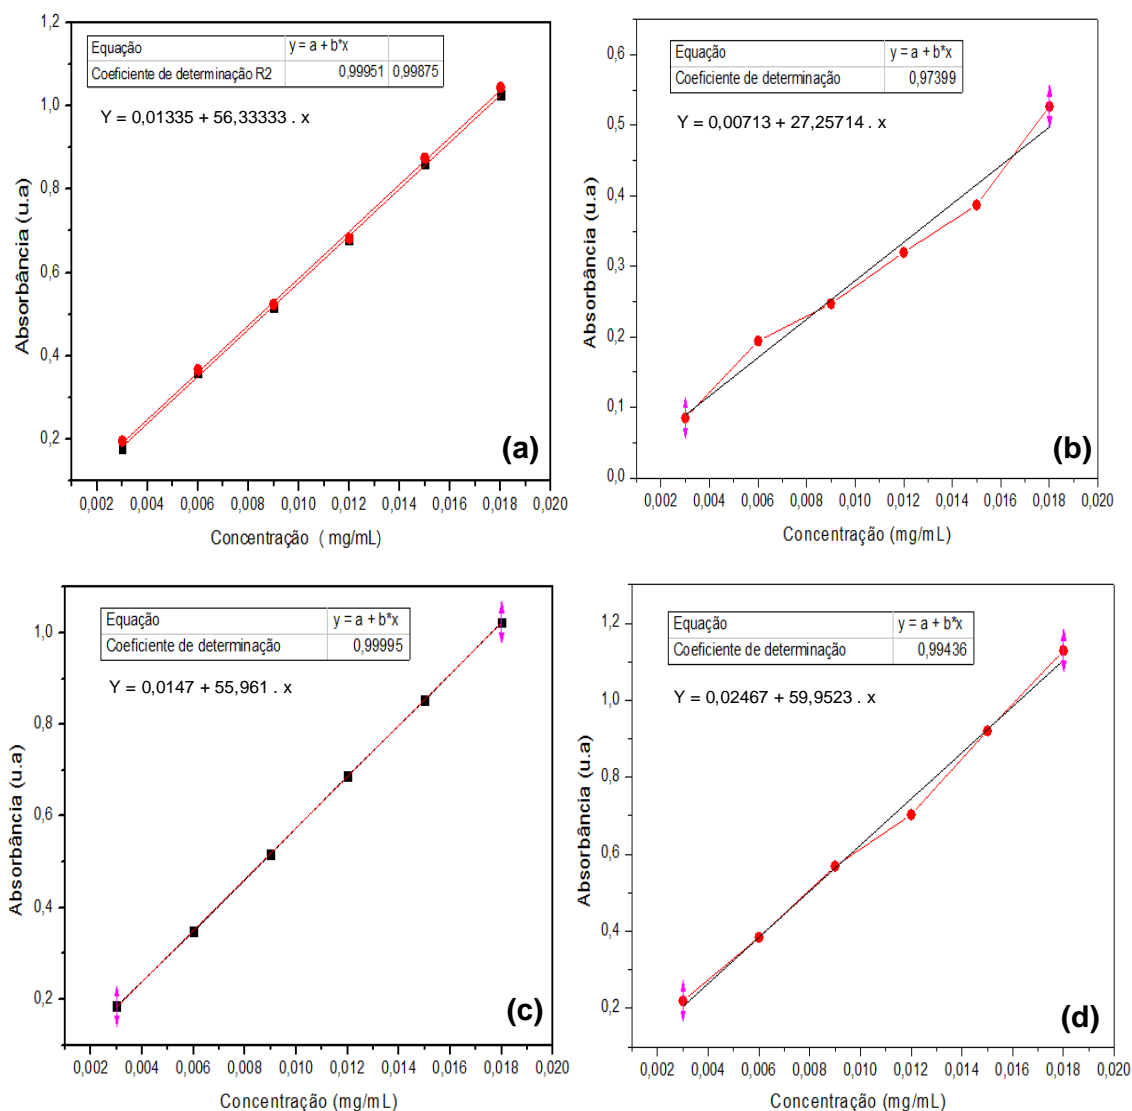 Equação y = a + b*x
Coeficiente de determinação R2 0,99951 0,99875
Y = 0,01335 + 56,33333 . x
1,2
1,0
0,8
0,6
0,4
0,2
Absorbância (u.a)
(a)
0,002 0,004 0,006 0,008 0,010 0,012 0,014 0,016 0,018 0,020
Concentração ( mg/mL)
Equação y = a + b*x
Coeficiente de determinação 0,97399
Y = 0,00713 + 27,25714 . x
0,6
0,5
0,4
0,3
0,2
0,1
0,0
Absorbância (u.a)
(b)
0,002 0,004 0,006 0,008 0,010 0,012 0,014 0,016 0,018 0,020
Concentração (mg/mL)
Equação y = a + b*x
Coeficiente de determinação 0,99995
Y = 0,0147 + 55,961 . x
1,0
0,8
0,6
0,4
0,2
Absorbância (u.a)
(c)
0,002 0,004 0,006 0,008 0,010 0,012 0,014 0,016 0,018 0,020
Concentração (mg/mL)
Equação y = a + b*x
Coeficiente de determinação 0,99436
Y = 0,02467 + 59,9523 . x
1,2
1,0
0,8
0,6
0,4
0,2
Absorbância (u.a)
(d)
0,002 0,004 0,006 0,008 0,010 0,012 0,014 0,016 0,018 0,020
Concentração (mg/mL)